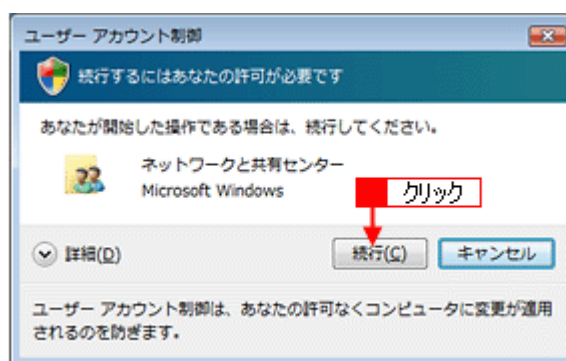 ユーザー アカウント制御
続行するにはあなたの許可が必要です
あなたが開始した操作である場合は、続行してください。
ネットワークと共有センター
Microsoft Windows
クリック
詳細(D)
続行(C)
キャンセル
ユーザー アカウント制御は、あなたの許可なくコンピュータに変更が適用
されるのを防ぎます。